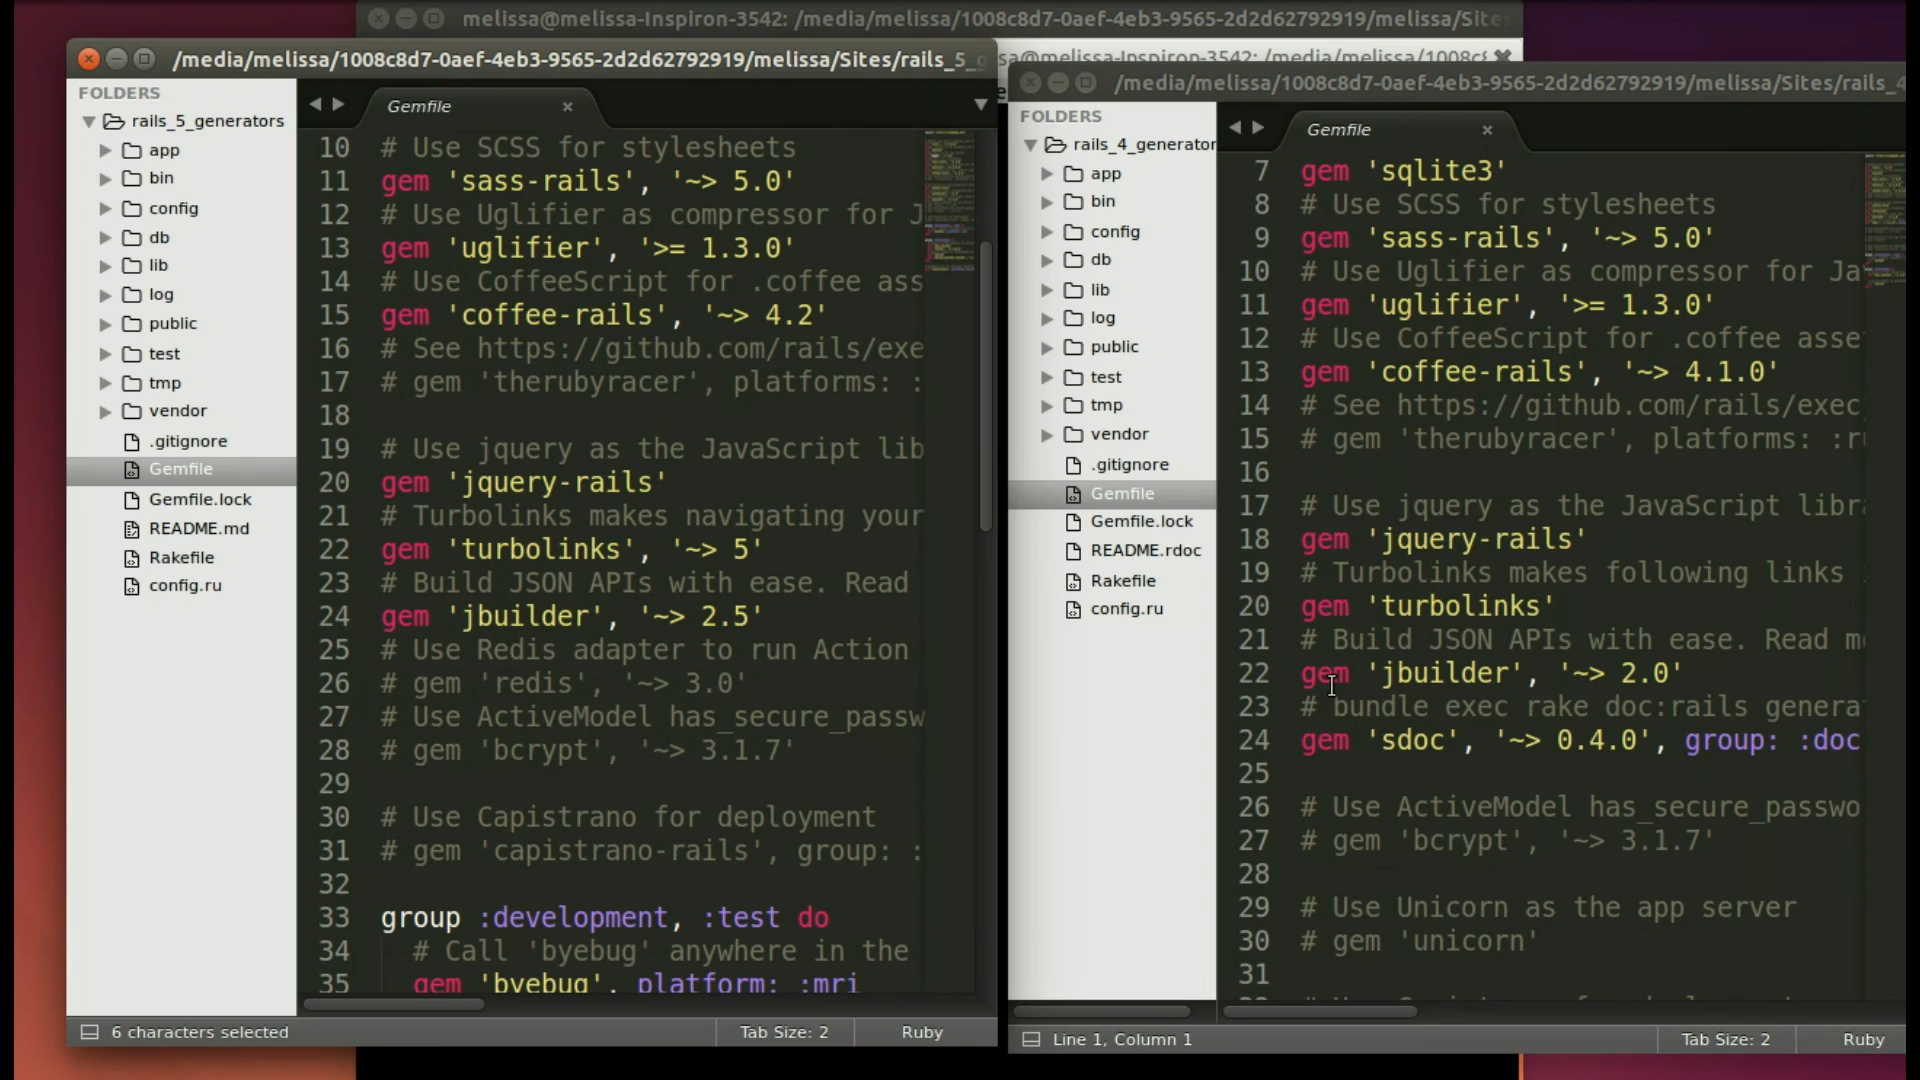 melissa@melissa-Inspiron-3542: /media/melissa/1008c8d7-0aef-4eb3-9565-2d2d62792919/melissa/Site
sa@melissa-Inspiron-3542: /media/melissa/1008c
/media/melissa/1008c8d7-0aef-4eb3-9565-2d2d62792919/melissa/Sites/rails_5_g
FOLDERS
rails_5_generators
app
bin
config
db
lib
log
public
test
tmp
vendor
.gitignore
Gemfile
Gemfile.lock
README.md
Rakefile
config.ru
Gemfile
10 # Use SCSS for stylesheets
11 gem 'sass-rails', '~> 5.0'
12 # Use Uglifier as compressor for J
13 gem 'uglifier', '>= 1.3.0'
14 # Use CoffeeScript for .coffee ass
15 gem 'coffee-rails', '~> 4.2'
16 # See https://github.com/rails/exe
17 # gem 'therubyracer', platforms: :
18
19 # Use jquery as the JavaScript lib
20 gem 'jquery-rails'
21 # Turbolinks makes navigating your
22 gem 'turbolinks', '~> 5'
23 # Build JSON APIs with ease. Read
24 gem 'jbuilder', '~> 2.5'
25 # Use Redis adapter to run Action
26 # gem 'redis', '~> 3.0'
27 # Use ActiveModel has_secure_passw
28 # gem 'bcrypt', '~> 3.1.7'
29
30 # Use Capistrano for deployment
31 # gem 'capistrano-rails', group: :
32
33 group :development, :test do
34 # Call 'byebug' anywhere in the
35 gem 'byebug', platform: :mri
6 characters selected
Tab Size: 2
Ruby
/media/melissa/1008c8d7-0aef-4eb3-9565-2d2d62792919/melissa/Sites/rails_4
FOLDERS
rails_4_generator
app
bin
config
db
lib
log
public
test
tmp
vendor
.gitignore
Gemfile
Gemfile.lock
README.rdoc
Rakefile
config.ru
Gemfile
7 gem 'sqlite3'
8 # Use SCSS for stylesheets
9 gem 'sass-rails', '~> 5.0'
10 # Use Uglifier as compressor for Ja
11 gem 'uglifier', '>= 1.3.0'
12 # Use CoffeeScript for .coffee asse
13 gem 'coffee-rails', '~> 4.1.0'
14 # See https://github.com/rails/exec
15 # gem 'therubyracer', platforms: :ru
16
17 # Use jquery as the JavaScript libr
18 gem 'jquery-rails'
19 # Turbolinks makes following links
20 gem 'turbolinks'
21 # Build JSON APIs with ease. Read m
22 gem 'jbuilder', '~> 2.0'
23 # bundle exec rake doc:rails genera
24 gem 'sdoc', '~> 0.4.0', group: :doc
25
26 # Use ActiveModel has_secure_passwo
27 # gem 'bcrypt', '~> 3.1.7'
28
29 # Use Unicorn as the app server
30 # gem 'unicorn'
31
Line 1, Column 1
Tab Size: 2
Ruby